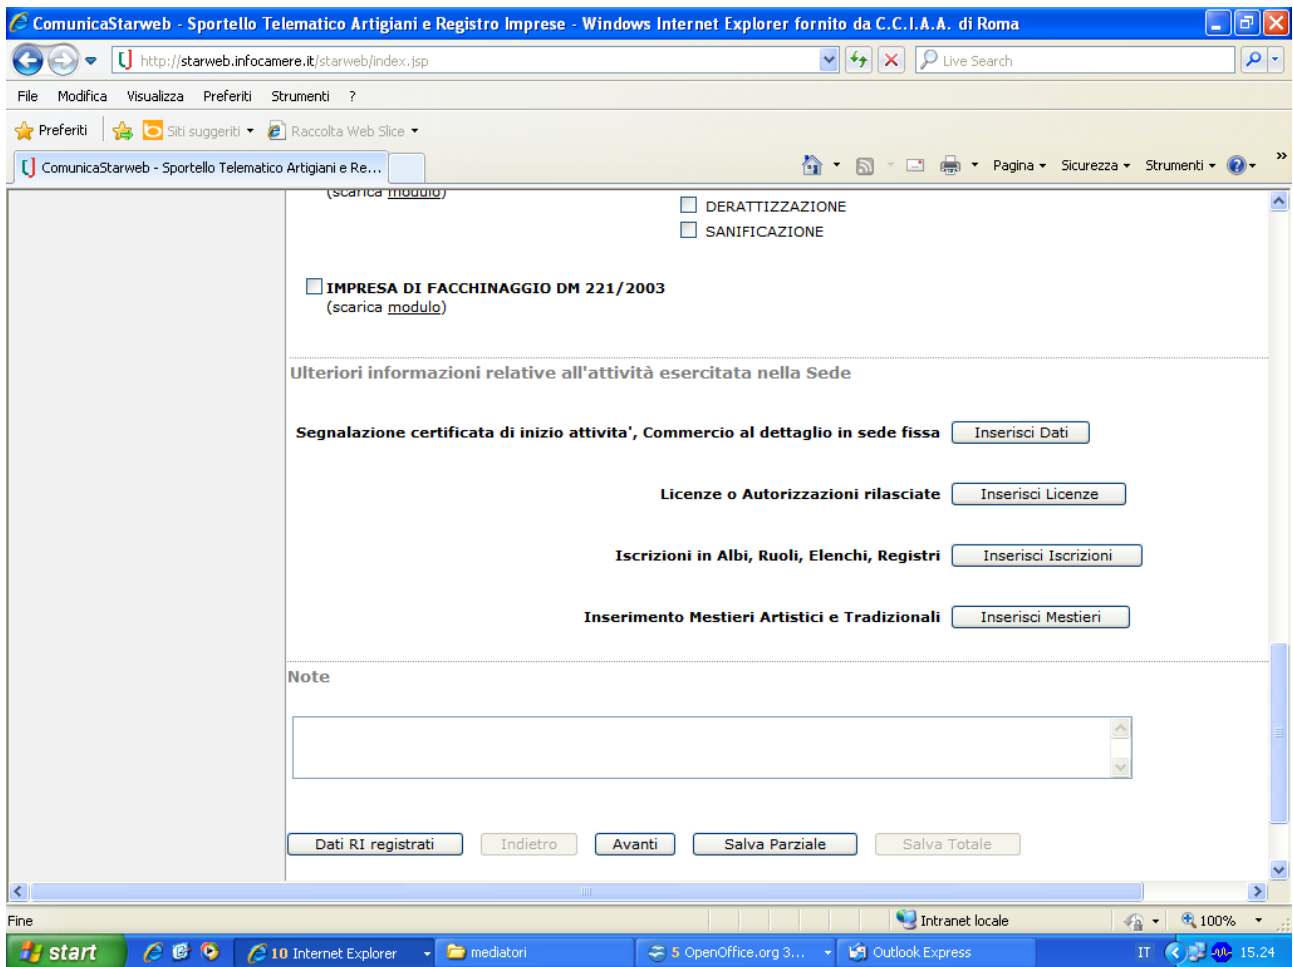 ComunicaStarweb - Sportello Telematico Artigiani e Registro Imprese - Windows Internet Explorer fornito da C.C.I.A.A. di Roma
http://starweb.infocamere.it/starweb/index.jsp
Live Search
File Modifica Visualizza Preferiti Strumenti ?
Preferiti Siti suggeriti Raccolta Web Slice
ComunicaStarweb - Sportello Telematico Artigiani e Re... Pagina Sicurezza Strumenti »
(scarica modulo)
DERATTIZZAZIONE
SANIFICAZIONE
IMPRESA DI FACCHINAGGIO DM 221/2003
(scarica modulo)
Ulteriori informazioni relative all'attività esercitata nella Sede
Segnalazione certificata di inizio attivita', Commercio al dettaglio in sede fissa Inserisci Dati
Licenze o Autorizzazioni rilasciate Inserisci Licenze
Iscrizioni in Albi, Ruoli, Elenchi, Registri Inserisci Iscrizioni
Inserimento Mestieri Artistici e Tradizionali Inserisci Mestieri
Note
Dati RI registrati Indietro Avanti Salva Parziale Salva Totale
Fine Intranet locale 100%
start 10 Internet Explorer mediatori 5 OpenOffice.org 3... Outlook Express IT 15.24